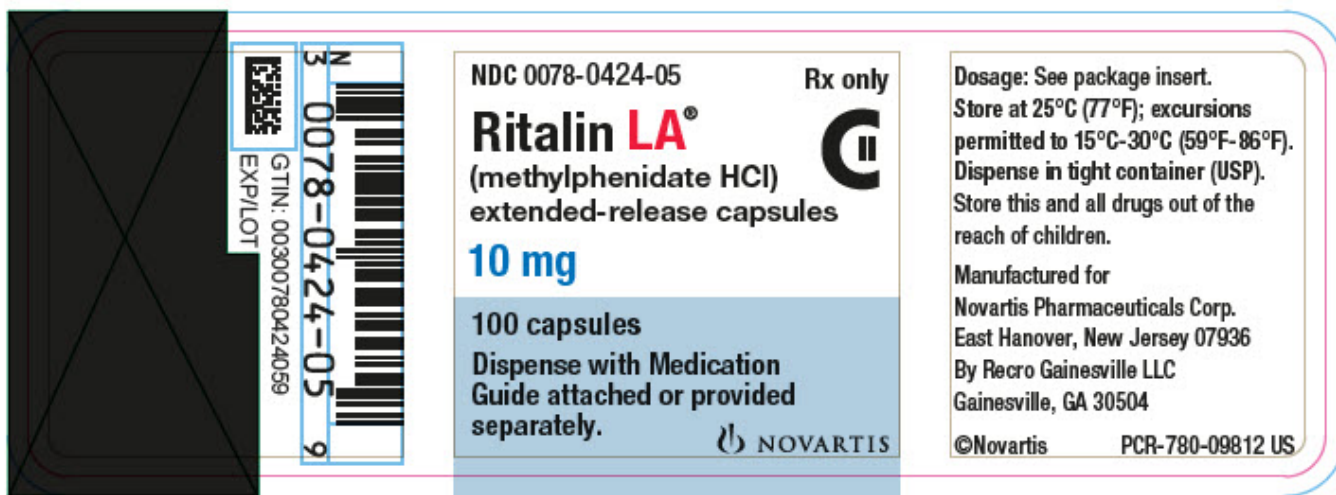 GTIN: 00300780424059
EXP/LOT
N
3 0078-0424-05 9
NDC 0078-0424-05
Rx only
Ritalin LA®
CII
(methylphenidate HCl)
extended-release capsules
10 mg
100 capsules
Dispense with Medication
Guide attached or provided
separately.
NOVARTIS
Dosage: See package insert.
Store at 25°C (77°F); excursions
permitted to 15°C-30°C (59°F-86°F).
Dispense in tight container (USP).
Store this and all drugs out of the
reach of children.
Manufactured for
Novartis Pharmaceuticals Corp.
East Hanover, New Jersey 07936
By Recro Gainesville LLC
Gainesville, GA 30504
©Novartis PCR-780-09812 US